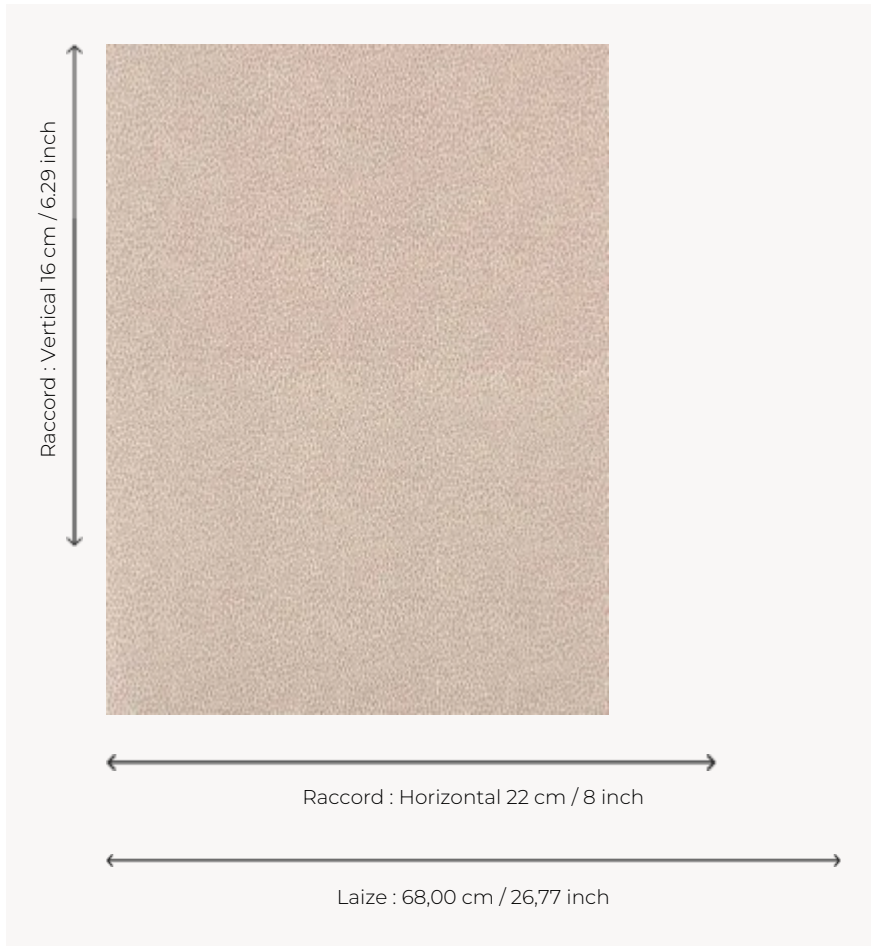 Raccord : Vertical 16 cm / 6.29 inch
Raccord : Horizontal 22 cm / 8 inch
Laize : 68,00 cm / 26,77 inch